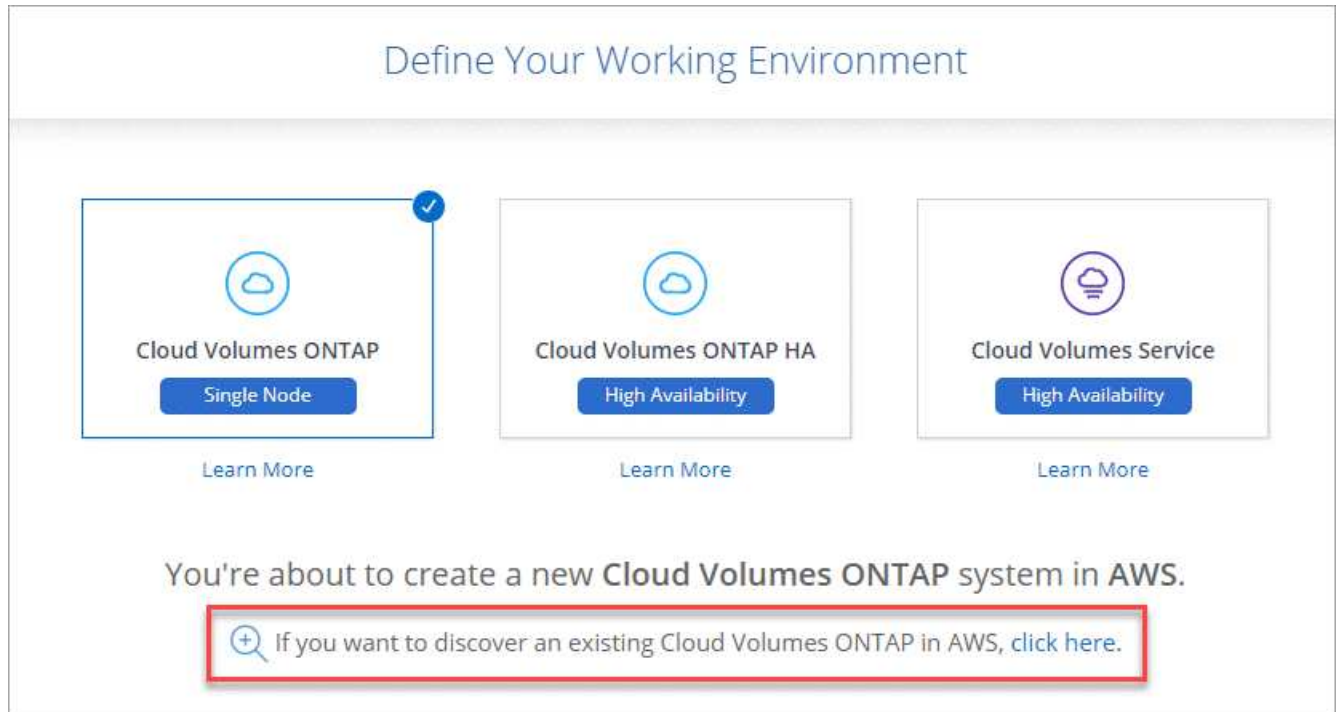 Define Your Working Environment
Cloud Volumes ONTAP
Single Node
Learn More
Cloud Volumes ONTAP HA
High Availability
Learn More
Cloud Volumes Service
High Availability
Learn More
You're about to create a new Cloud Volumes ONTAP system in AWS.
If you want to discover an existing Cloud Volumes ONTAP in AWS, click here.